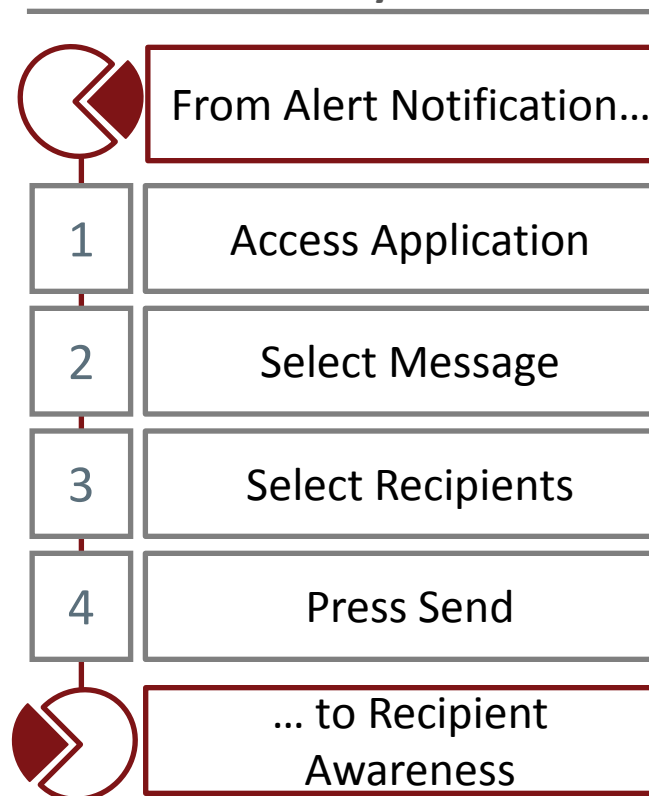 From Alert Notification…
1
Access Application
2
Select Message
3
Select Recipients
4
Press Send
… to Recipient
Awareness